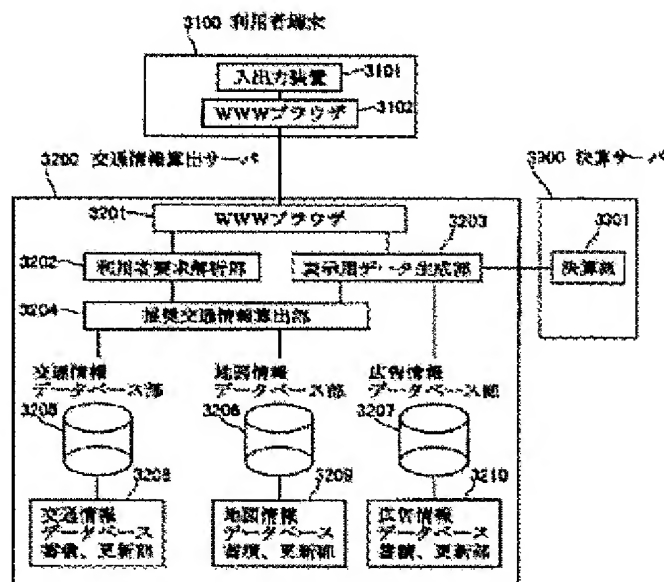 3100 利用者端末
入出力装置
3101
WWWブラウザ
3102
3200 交通情報算出サーバ
3300 決算サーバ
3201
WWWブラウザ
3203
3301
3202
利用者要求解析部
表示用データ生成部
決算部
3204
推奨交通情報算出部
交通情報
データベース部
地図情報
データベース部
広告情報
データベース部
3205
3206
3207
3208
3209
3210
交通情報
データベース
蓄積、更新部
地図情報
データベース
蓄積、更新部
広告情報
データベース
蓄積、更新部